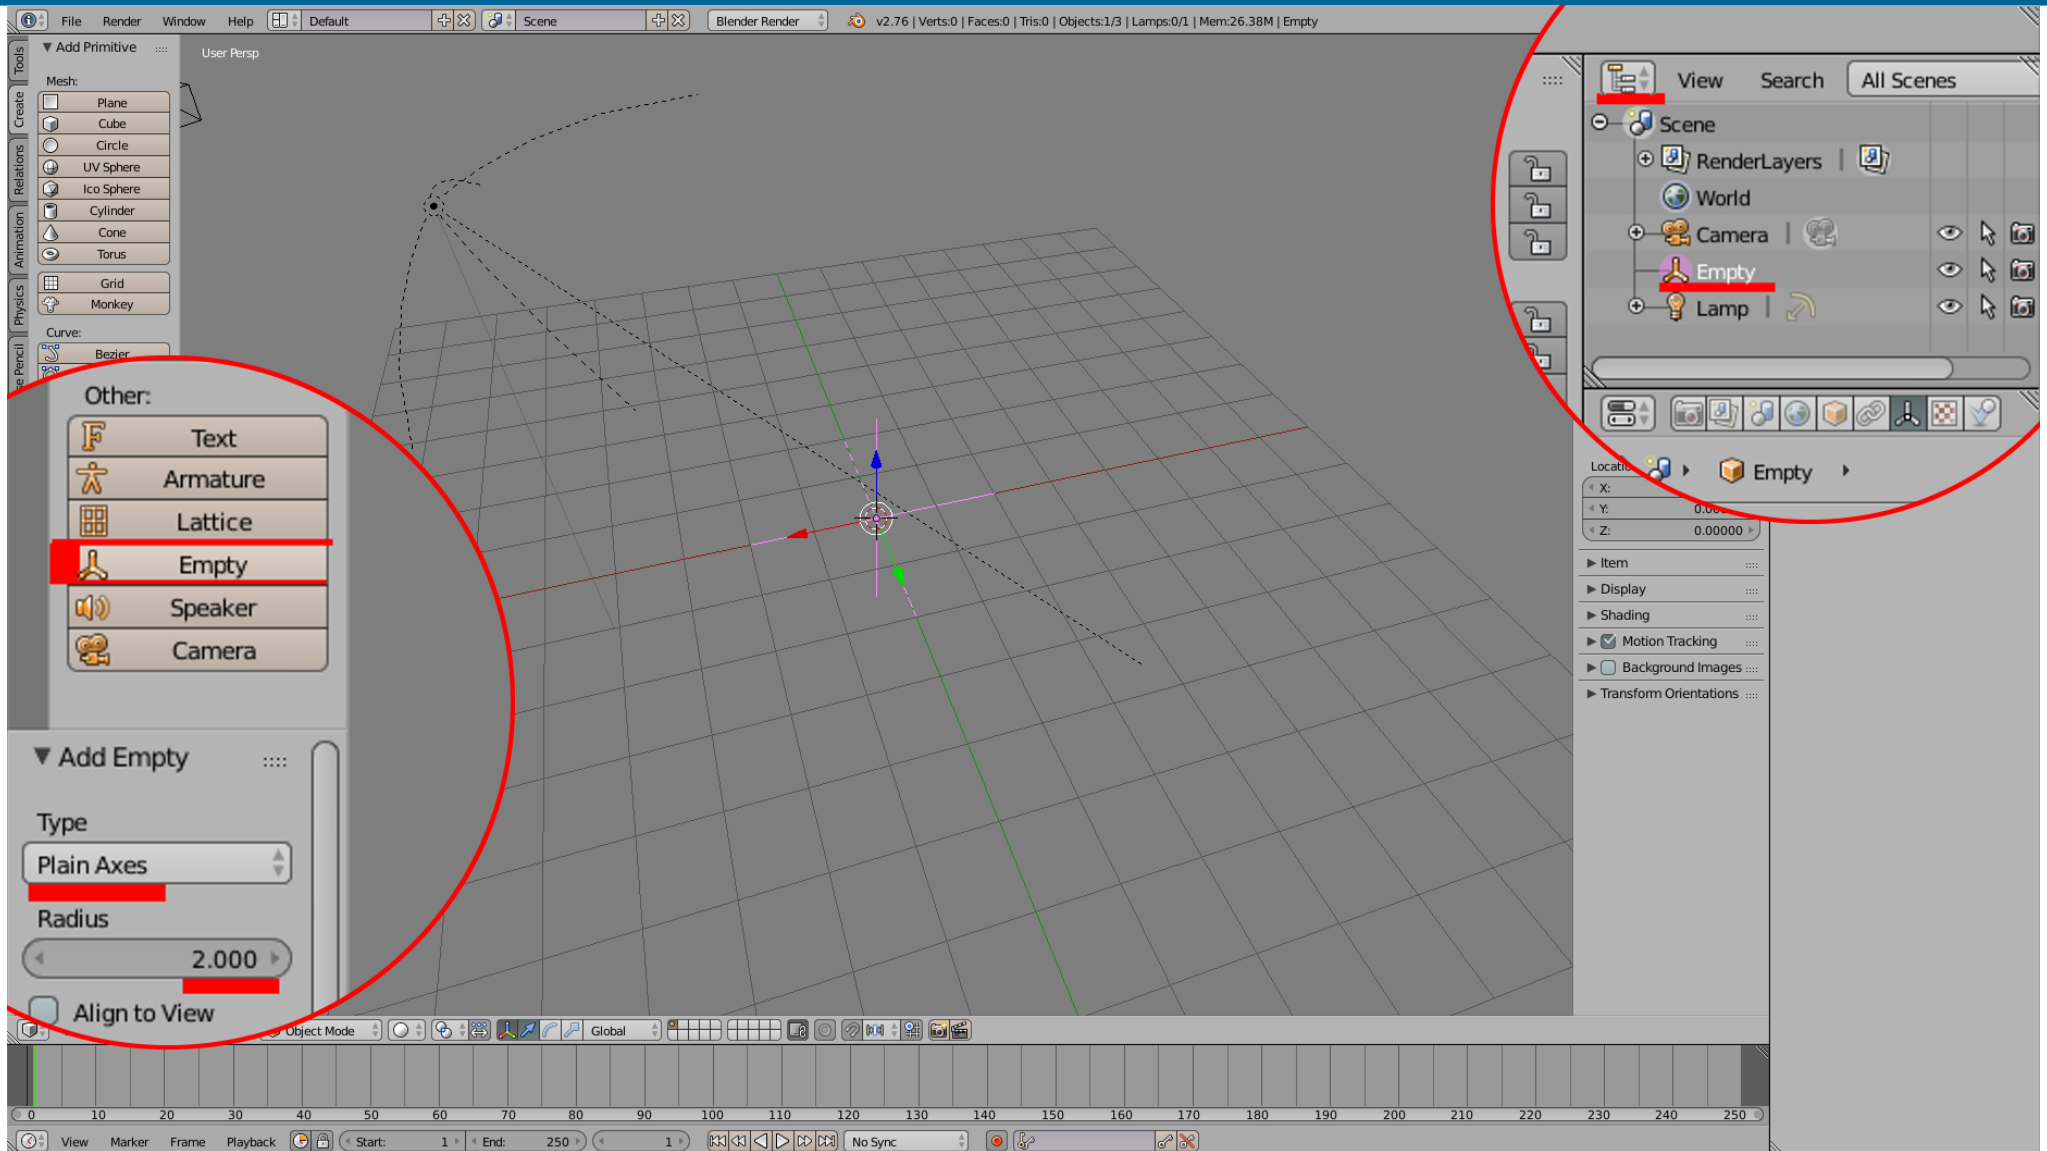 File Render Window Help Default Scene Blender Render v2.76 | Verts:0 | Faces:0 | Tris:0 | Objects:1/3 | Lamps:0/1 | Mem:26.38M | Empty
Tools
Create
Relations
Animation
Physics
Add Primitive
Mesh:
Plane
Cube
Circle
UV Sphere
Ico Sphere
Cylinder
Cone
Torus
Grid
Monkey
Curve:
Bezier
User Persp
Other:
Text
Armature
Lattice
Empty
Speaker
Camera
Add Empty
Type
Plain Axes
Radius
2.000
Align to View
View Search All Scenes
Scene
RenderLayers
World
Camera
Empty
Lamp
Empty
X:
Y:
Z: 0.00000
Item
Display
Shading
Motion Tracking
Background Images
Transform Orientations
Object Mode Global
0 10 20 30 40 50 60 70 80 90 100 110 120 130 140 150 160 170 180 190 200 210 220 230 240 250
View Marker Frame Playback Start: 1 End: 250 1 No Sync